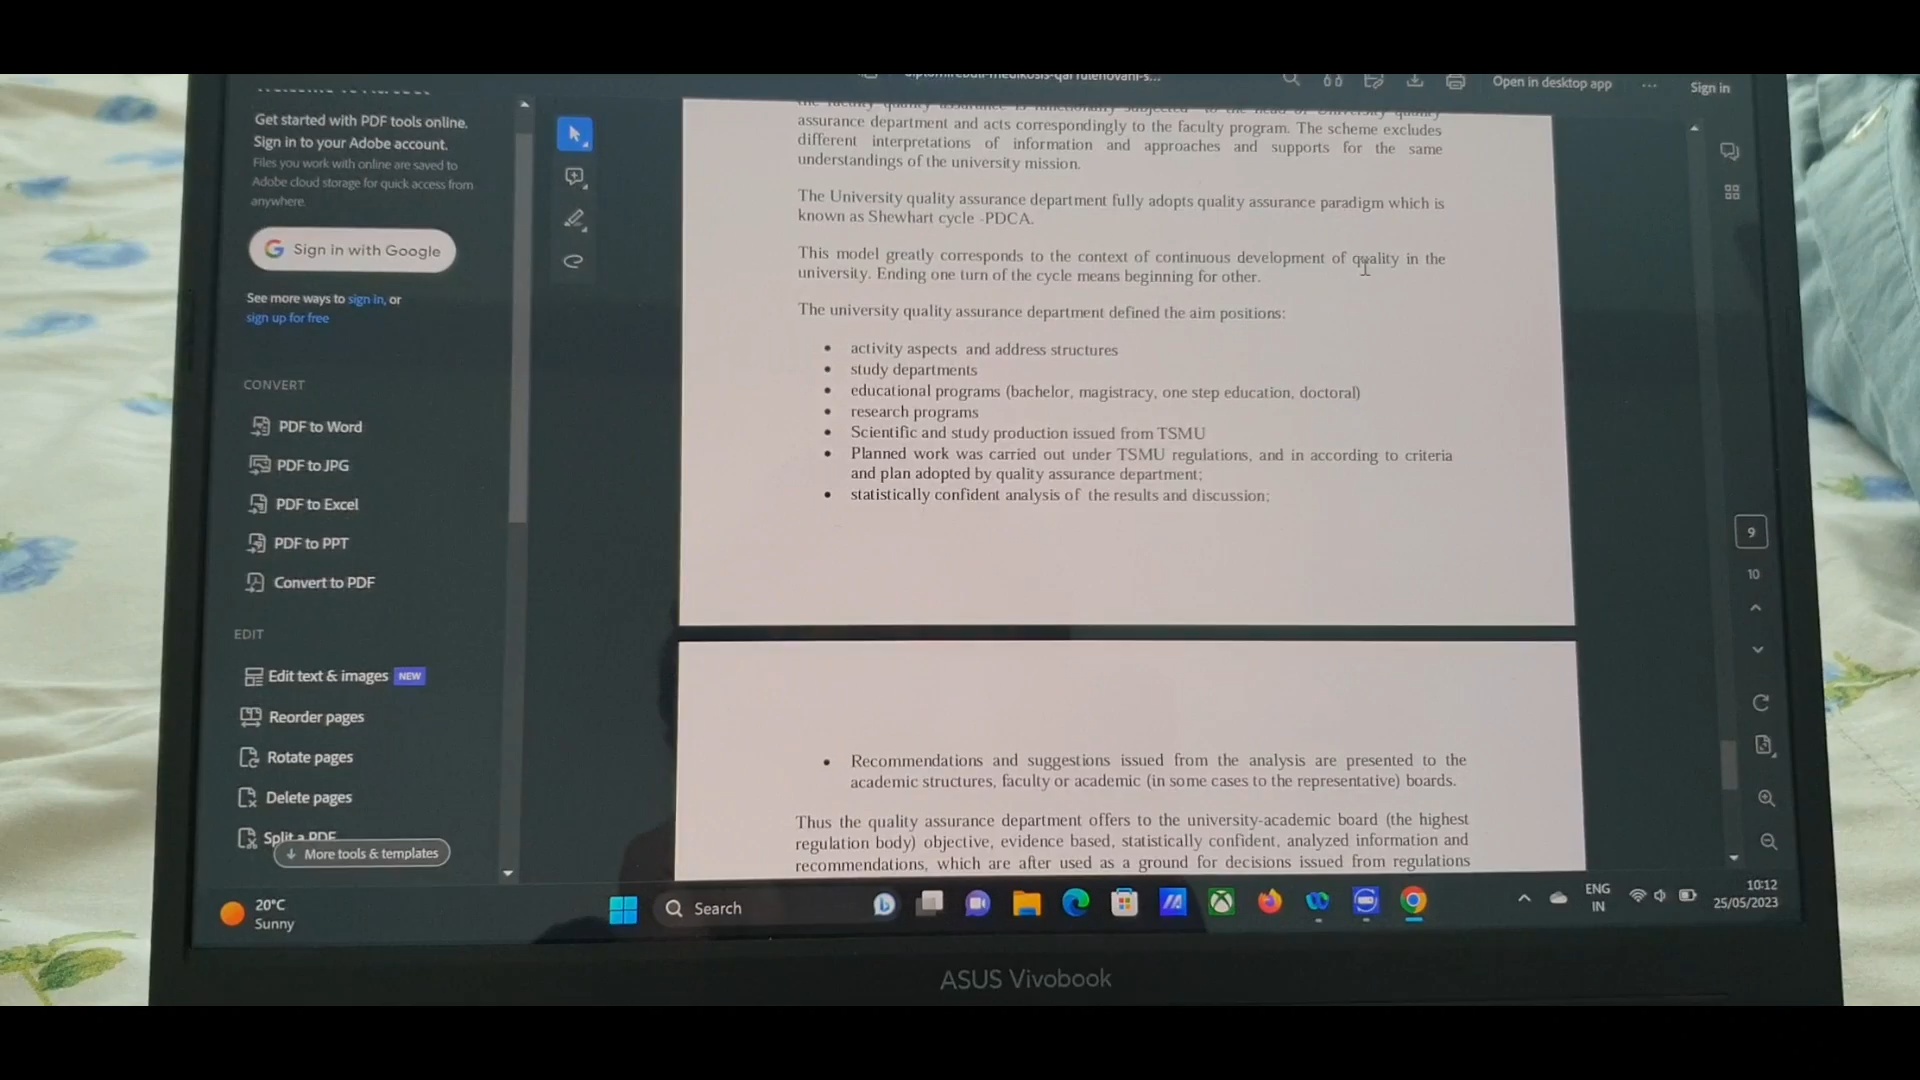 Get started with PDF tools online.
Sign in to your Adobe account.
Files you work with online are saved to
Adobe cloud storage for quick access from
anywhere.
Sign in with Google
See more ways to sign in, or
sign up for free
CONVERT
PDF to Word
PDF to JPG
PDF to Excel
PDF to PPT
Convert to PDF
EDIT
Edit text & images NEW
Reorder pages
Rotate pages
Delete pages
Split a PDF
More tools & templates
Open in desktop app
Sign in
assurance department and acts correspondingly to the faculty program. The scheme excludes
different interpretations of information and approaches and supports for the same
understandings of the university mission.
The University quality assurance department fully adopts quality assurance paradigm which is
known as Shewhart cycle -PDCA.
This model greatly corresponds to the context of continuous development of quality in the
university. Ending one turn of the cycle means beginning for other.
The university quality assurance department defined the aim positions:
• activity aspects and address structures
• study departments
• educational programs (bachelor, magistracy, one step education, doctoral)
• research programs
• Scientific and study production issued from TSMU
• Planned work was carried out under TSMU regulations, and in according to criteria
and plan adopted by quality assurance department;
• statistically confident analysis of the results and discussion;
• Recommendations and suggestions issued from the analysis are presented to the
academic structures, faculty or academic (in some cases to the representative) boards.
Thus the quality assurance department offers to the university-academic board (the highest
regulation body) objective, evidence based, statistically confident, analyzed information and
recommendations, which are after used as a ground for decisions issued from regulations
9
10
20°C
Sunny
Search
ENG
IN
10:12
25/05/2023
ASUS Vivobook